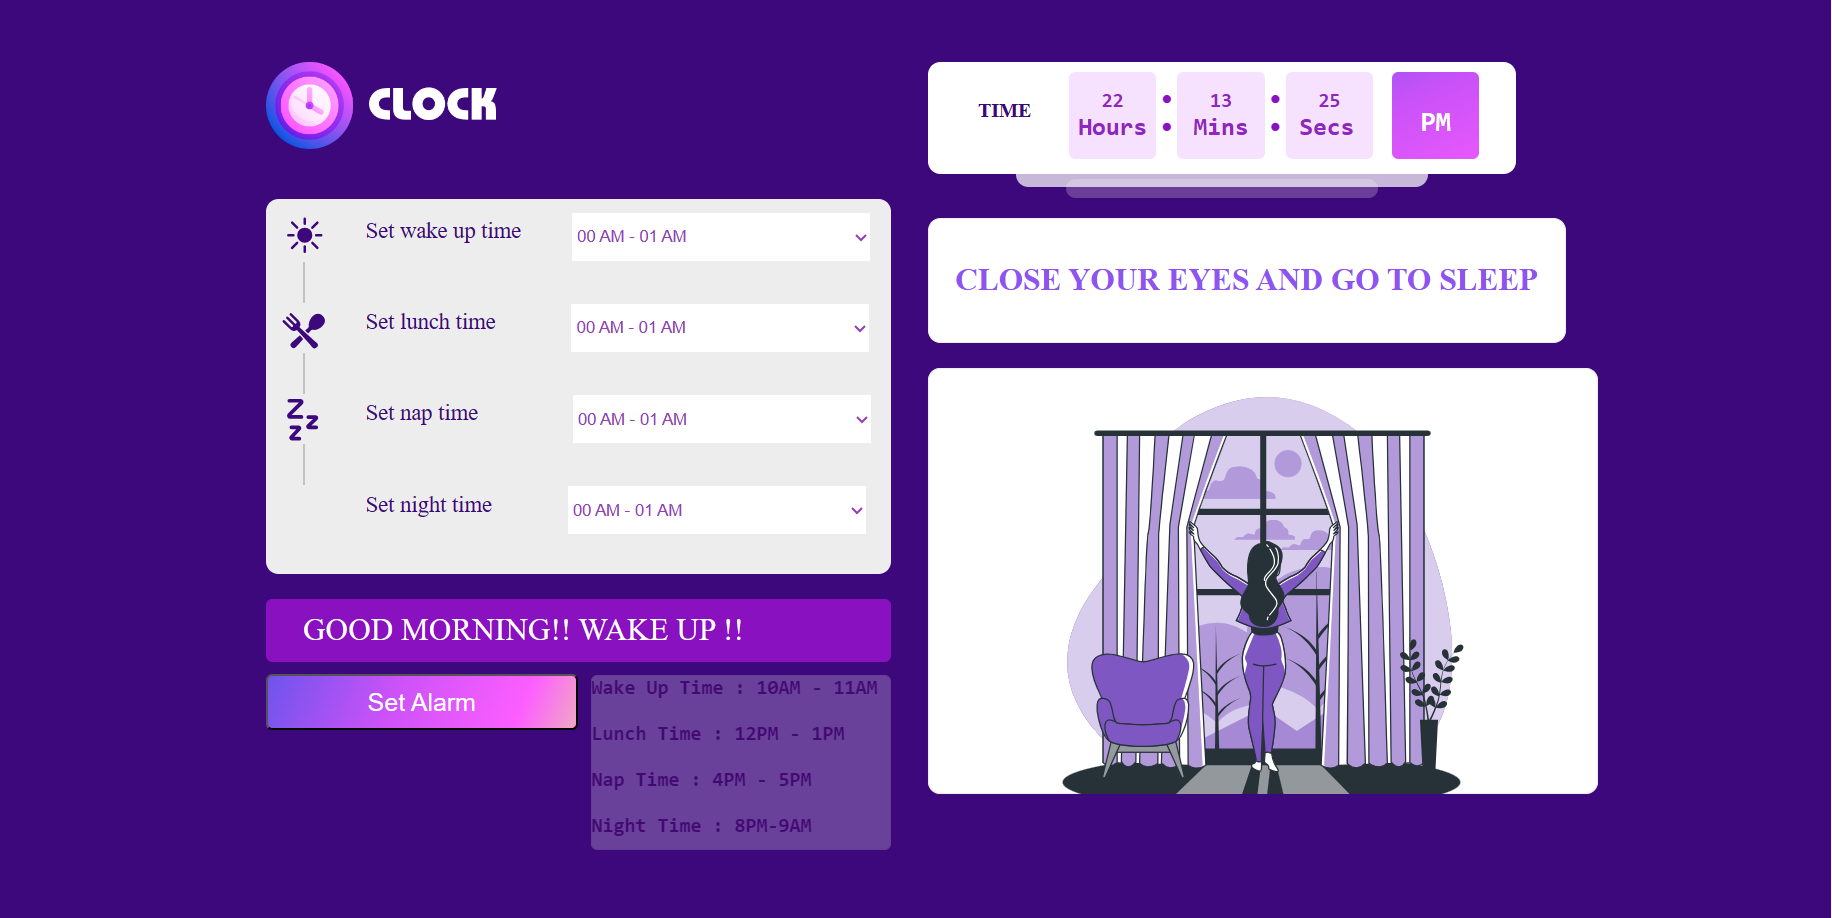 CLOCK
TIME
22 : 13 : 25
Hours : Mins : Secs
PM
Set wake up time 00 AM - 01 AM
Set lunch time 00 AM - 01 AM
Set nap time 00 AM - 01 AM
Set night time 00 AM - 01 AM
GOOD MORNING!! WAKE UP !!
Set Alarm
Wake Up Time : 10AM - 11AM
Lunch Time : 12PM - 1PM
Nap Time : 4PM - 5PM
Night Time : 8PM-9AM
CLOSE YOUR EYES AND GO TO SLEEP